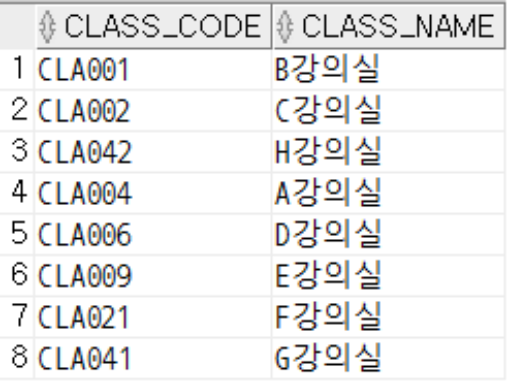 CLASS_CODE CLASS_NAME
1 CLA001 B강의실
2 CLA002 C강의실
3 CLA042 H강의실
4 CLA004 A강의실
5 CLA006 D강의실
6 CLA009 E강의실
7 CLA021 F강의실
8 CLA041 G강의실